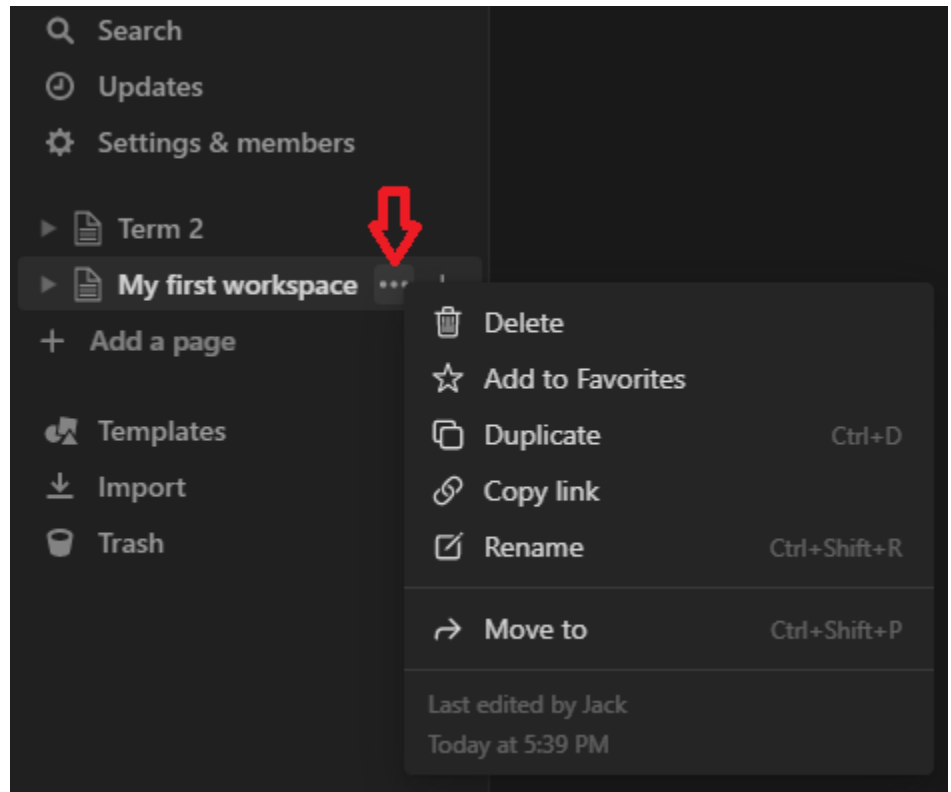 Search
Updates
Settings & members
Term 2
My first workspace
Add a page
Templates
Import
Trash
Delete
Add to Favorites
Duplicate Ctrl+D
Copy link
Rename Ctrl+Shift+R
Move to Ctrl+Shift+P
Last edited by Jack
Today at 5:39 PM